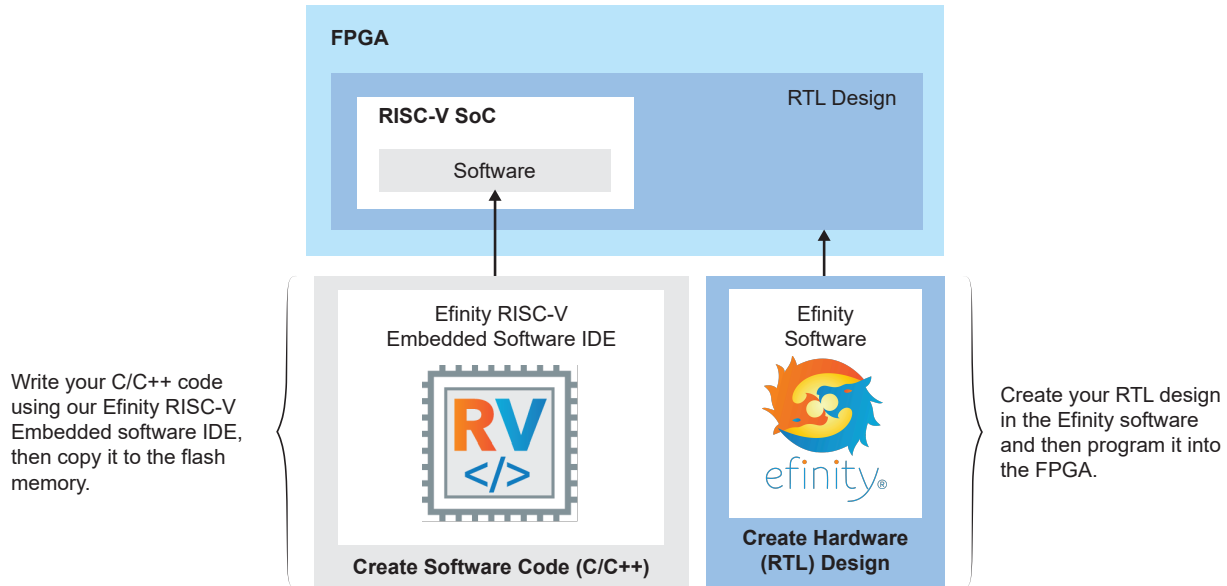 FPGA
RTL Design
RISC-V SoC
Software
Efinity RISC-V
Embedded Software IDE
RV
</>
Create Software Code (C/C++)
Efinity
Software
efinity®
Create Hardware
(RTL) Design
Write your C/C++ code
using our Efinity RISC-V
Embedded software IDE,
then copy it to the flash
memory.
Create your RTL design
in the Efinity software
and then program it into
the FPGA.